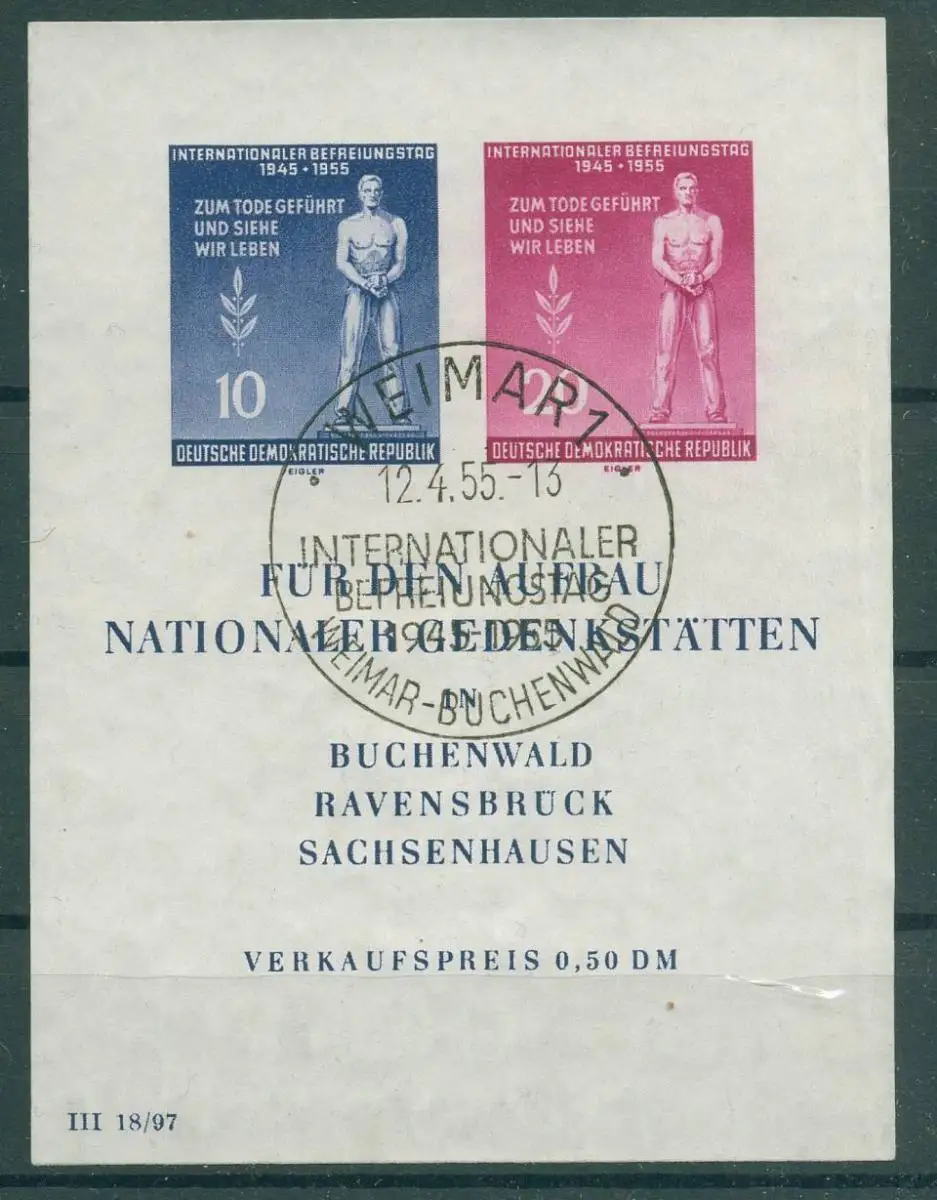 INTERNATIONALER BEFREIUNGSTAG
1945 • 1955
ZUM TODE GEFÜHRT
UND SIEHE
WIR LEBEN
10
DEUTSCHE DEMOKRATISCHE REPUBLIK
EIGLER
INTERNATIONALER BEFREIUNGSTAG
1945 • 1955
ZUM TODE GEFÜHRT
UND SIEHE
WIR LEBEN
20
DEUTSCHE DEMOKRATISCHE REPUBLIK
EIGLER
WEIMAR 1
12.4.55.-13
INTERNATIONALER
BEFREIUNGSTAG
1945-1955
WEIMAR-BUCHENWALD
FÜR DEN AUFBAU
NATIONALER GEDENKSTÄTTEN
IN
BUCHENWALD
RAVENSBRÜCK
SACHSENHAUSEN
VERKAUFSPREIS 0,50 DM
III 18/97